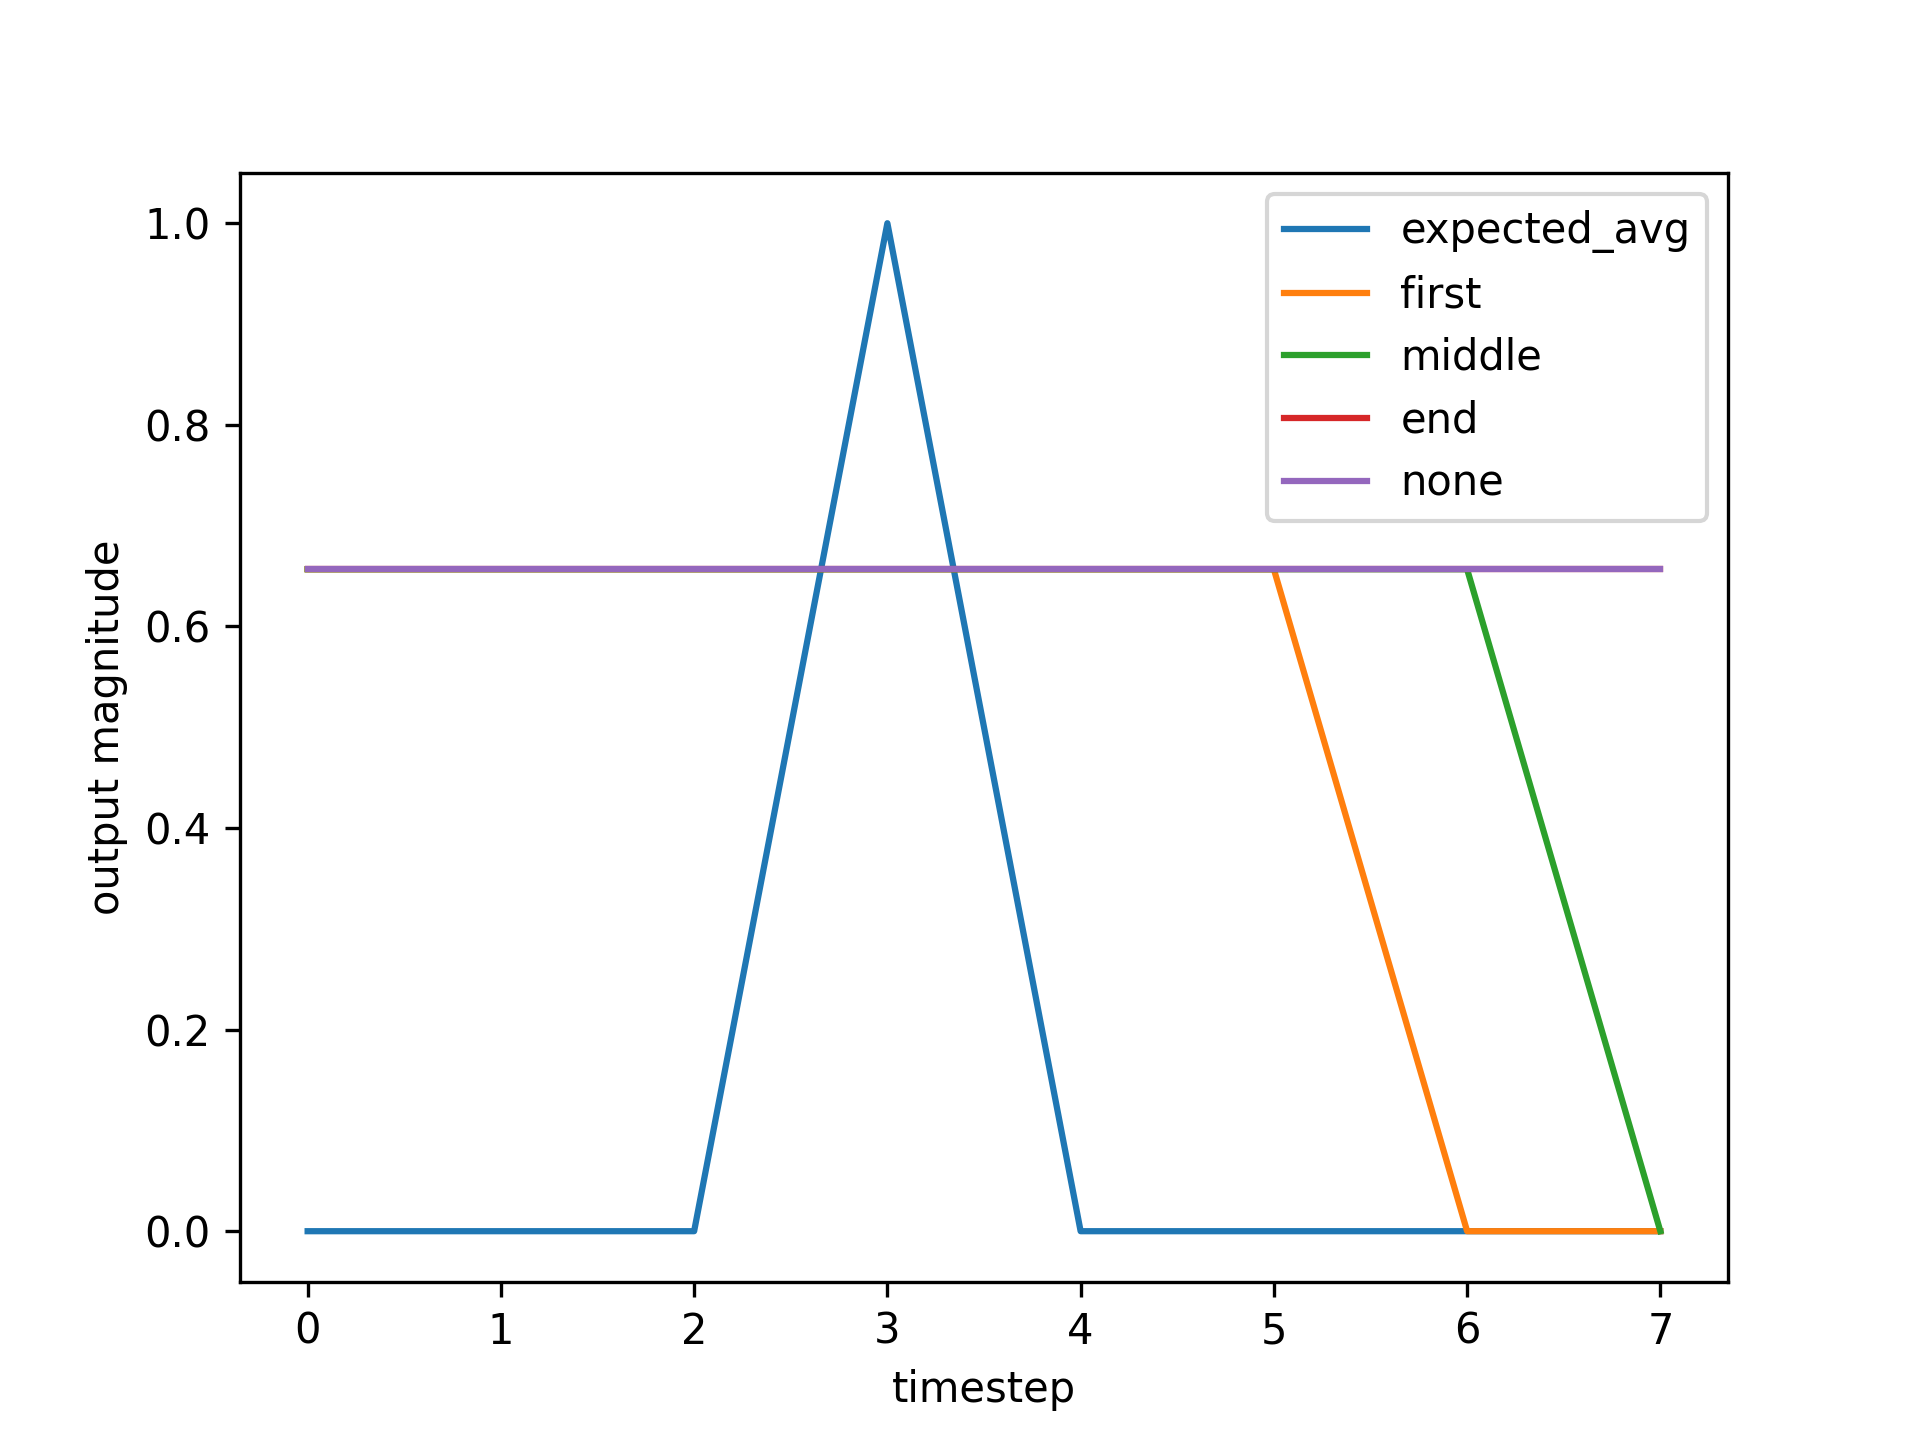 expected_avg
first
middle
end
none
output magnitude
1.0
0.8
0.6
0.4
0.2
0.0
0 1 2 3 4 5 6 7
timestep